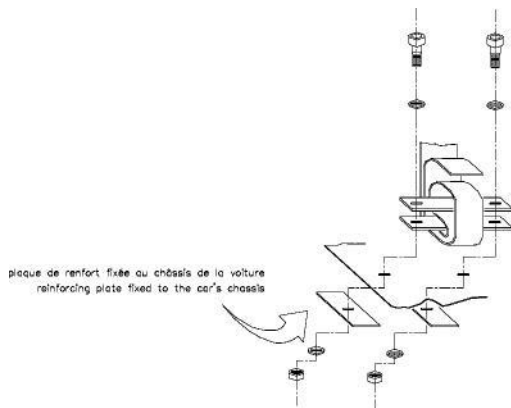 plaque de renfort fixée au châssis de la voiture
reinforcing plate fixed to the car's chassis